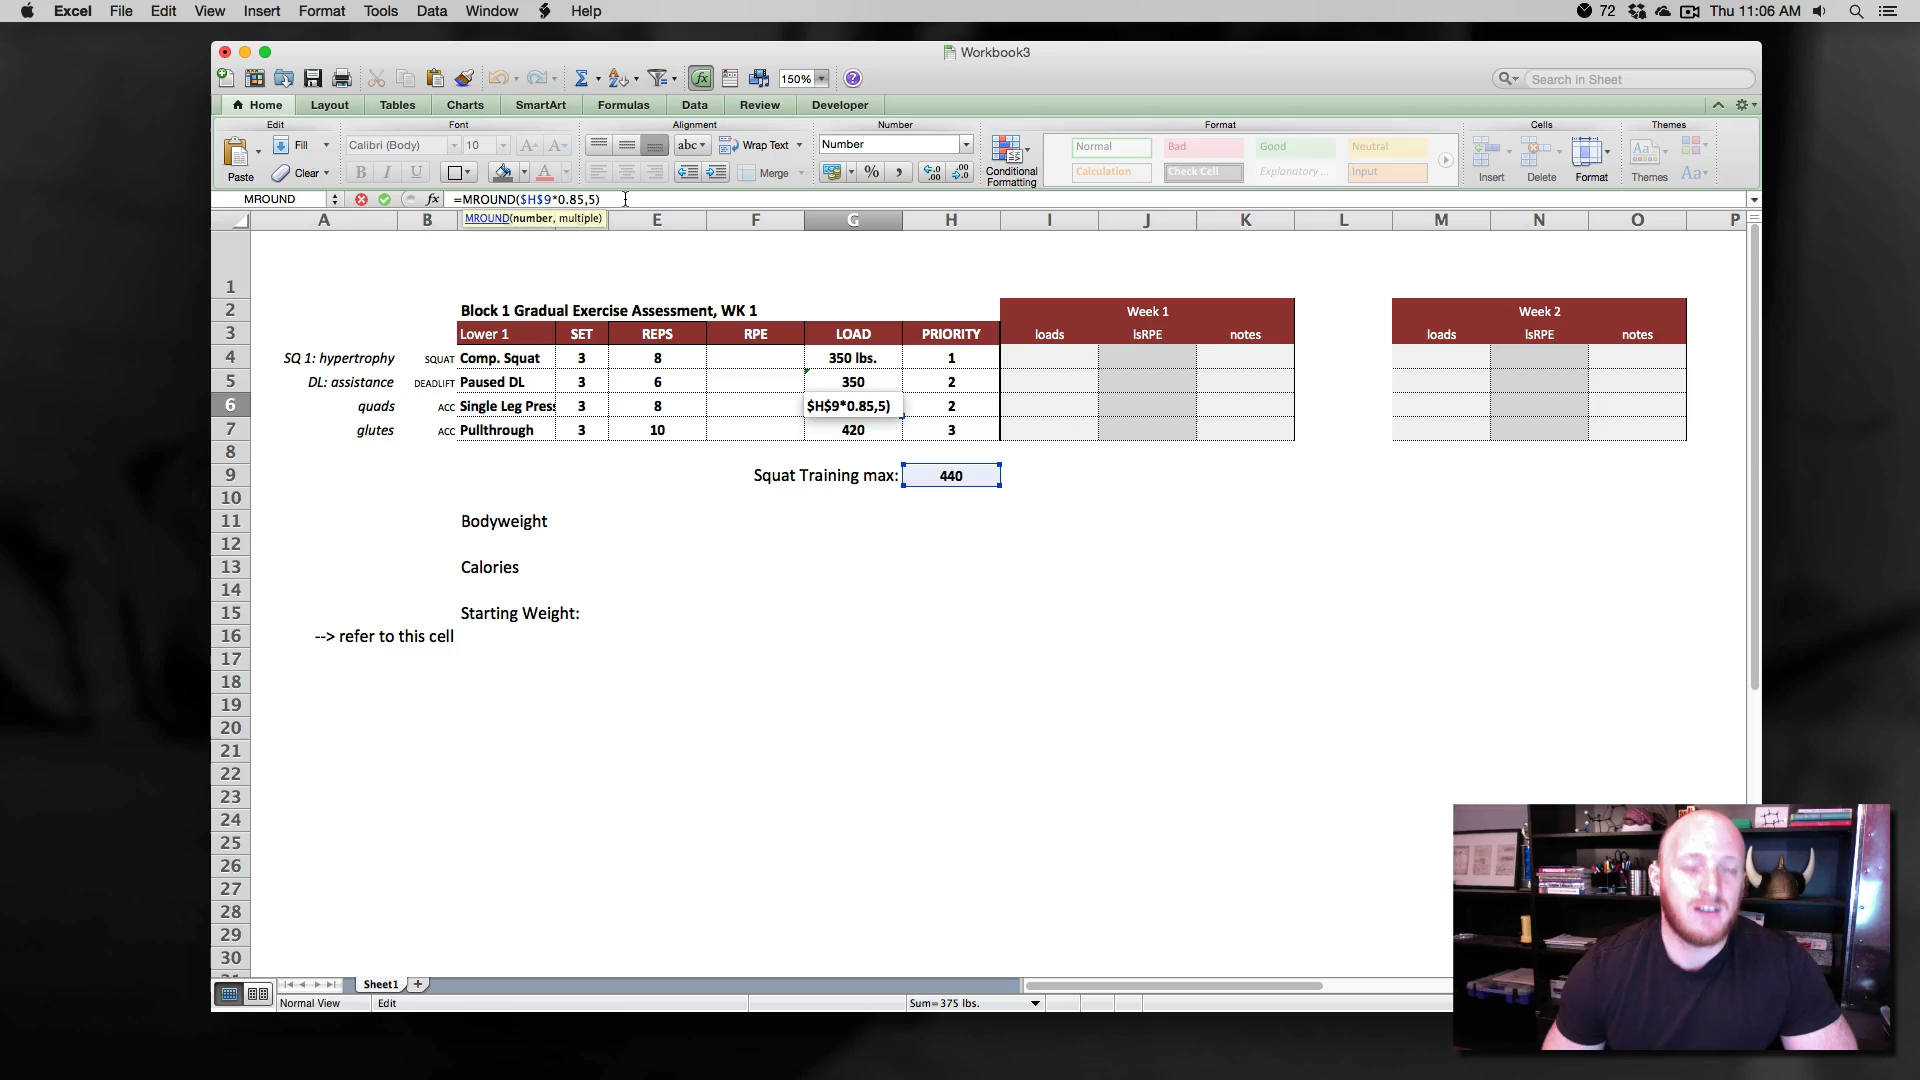 Excel File Edit View Insert Format Tools Data Window Help 72 Thu 11:06 AM
Workbook3
150% Search in Sheet
Home Layout Tables Charts SmartArt Formulas Data Review Developer
Edit Font Alignment Number Format Cells Themes
Fill Calibri (Body) 10 A A abc Wrap Text Number Normal Bad Good Neutral
Paste Clear B I U A Merge % Conditional Formatting Calculation Check Cell Explanatory ... Input Insert Delete Format Themes Aa
MROUND fx =MROUND($H$9*0.85,5)
MROUND(number, multiple)
A B E F G H I J K L M N O P
1
2 Block 1 Gradual Exercise Assessment, WK 1 Week 1 Week 2
3 Lower 1 SET REPS RPE LOAD PRIORITY loads lsRPE notes loads lsRPE notes
4 SQ 1: hypertrophy SQUAT Comp. Squat 3 8 350 lbs. 1
5 DL: assistance DEADLIFT Paused DL 3 6 350 2
6 quads ACC Single Leg Press 3 8 $H$9*0.85,5) 2
7 glutes ACC Pullthrough 3 10 420 3
8
9 Squat Training max: 440
10
11 Bodyweight
12
13 Calories
14
15 Starting Weight:
16 --> refer to this cell
17
18
19
20
21
22
23
24
25
26
27
28
29
30
Sheet1
Normal View Edit Sum=375 lbs.